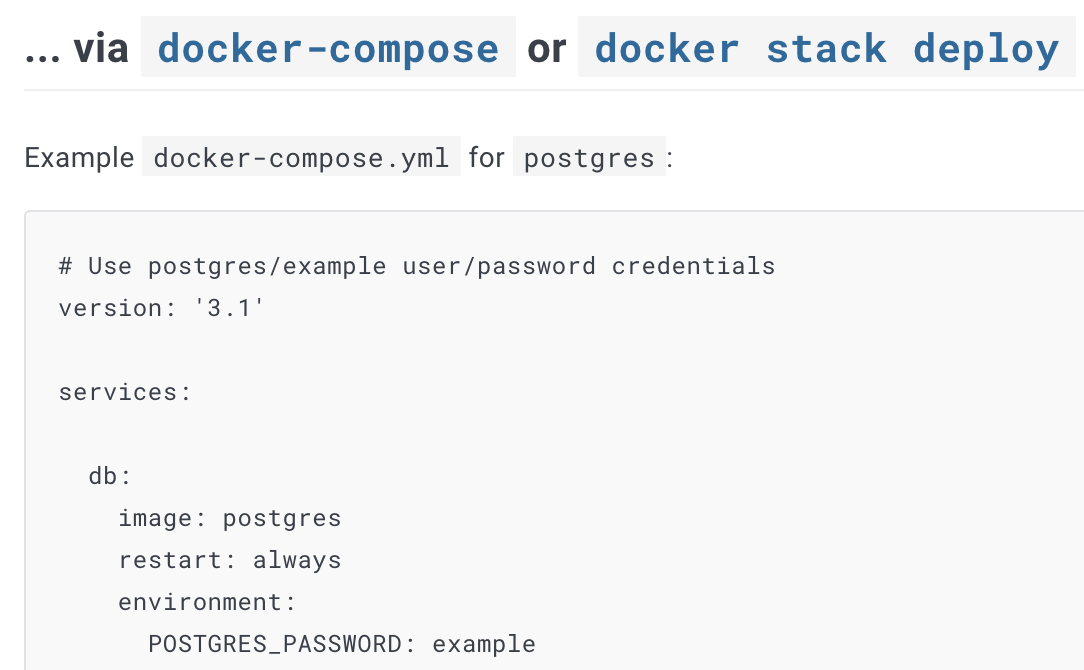 ... via docker-compose or docker stack deploy
Example docker-compose.yml for postgres:
# Use postgres/example user/password credentials
version: '3.1'
services:
db:
image: postgres
restart: always
environment:
POSTGRES_PASSWORD: example